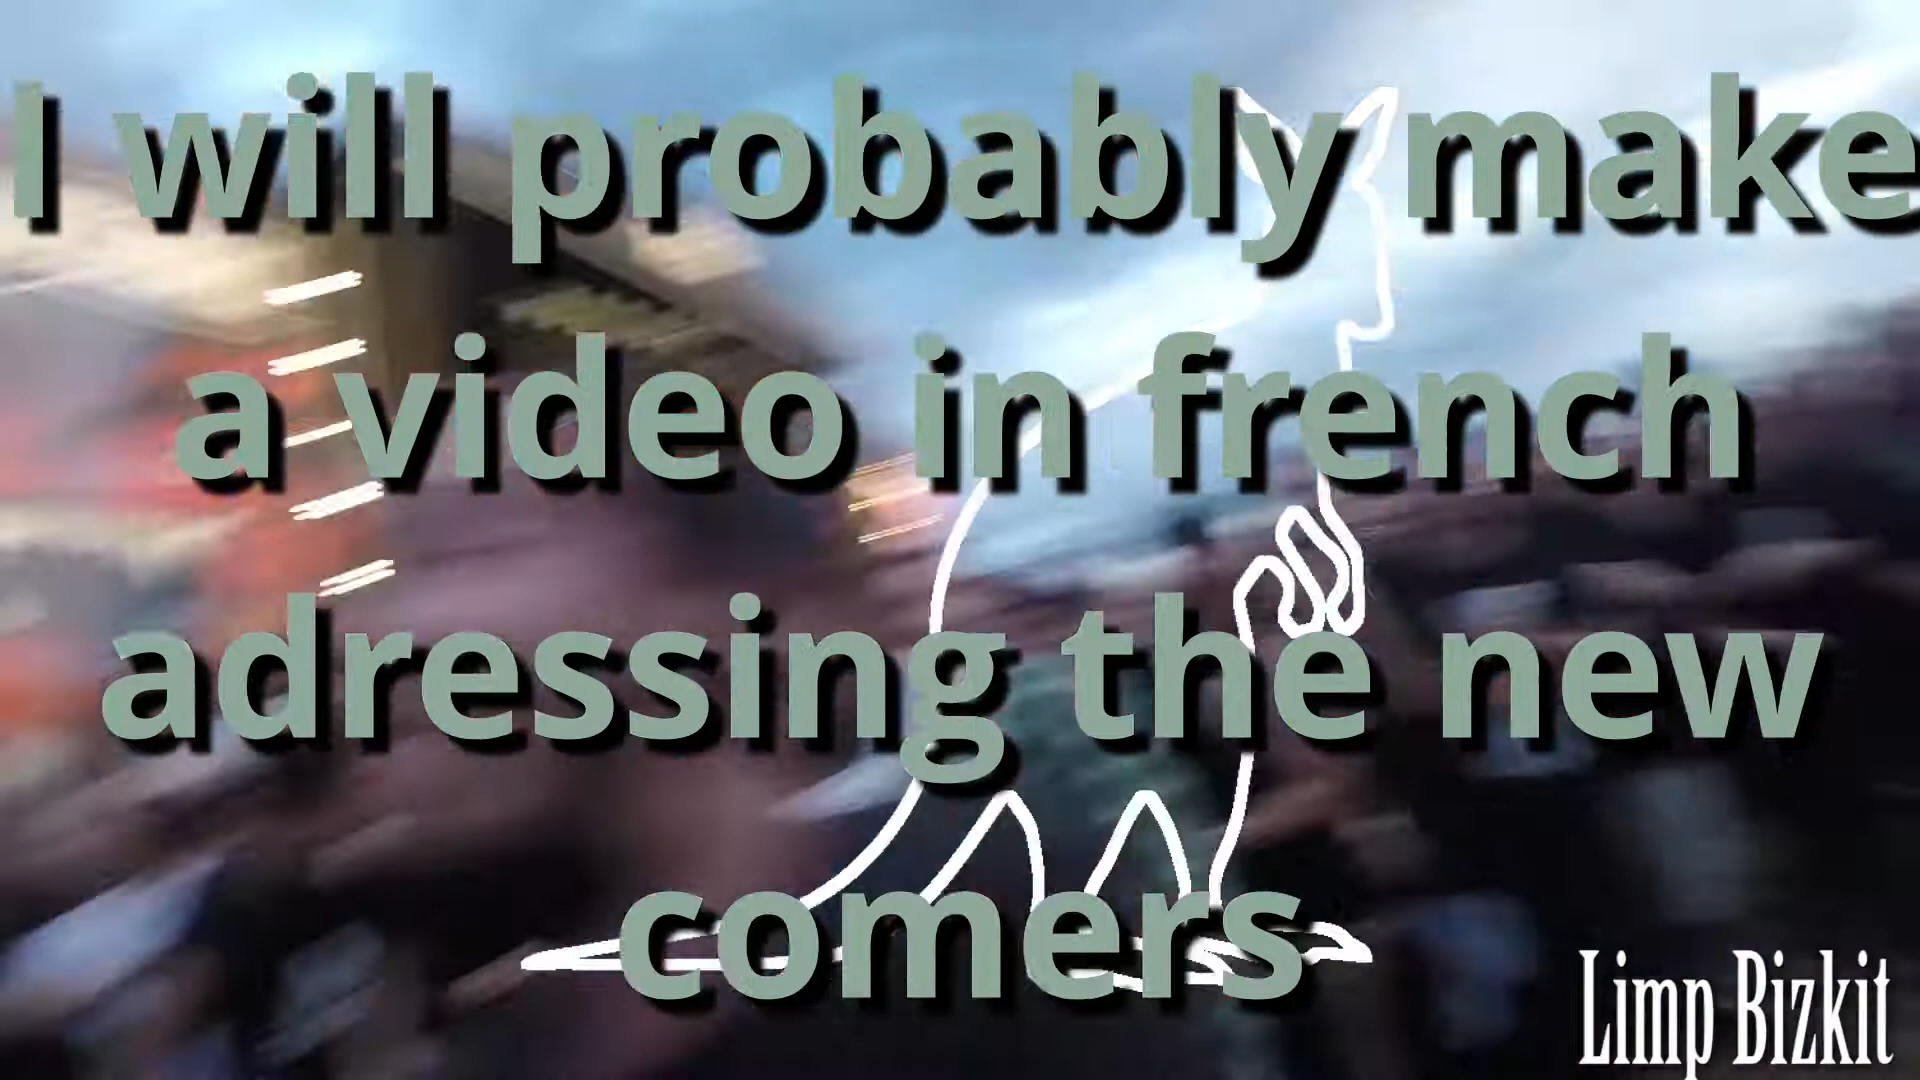 I will probably make
a video in french
adressing the new
comers
Limp Bizkit